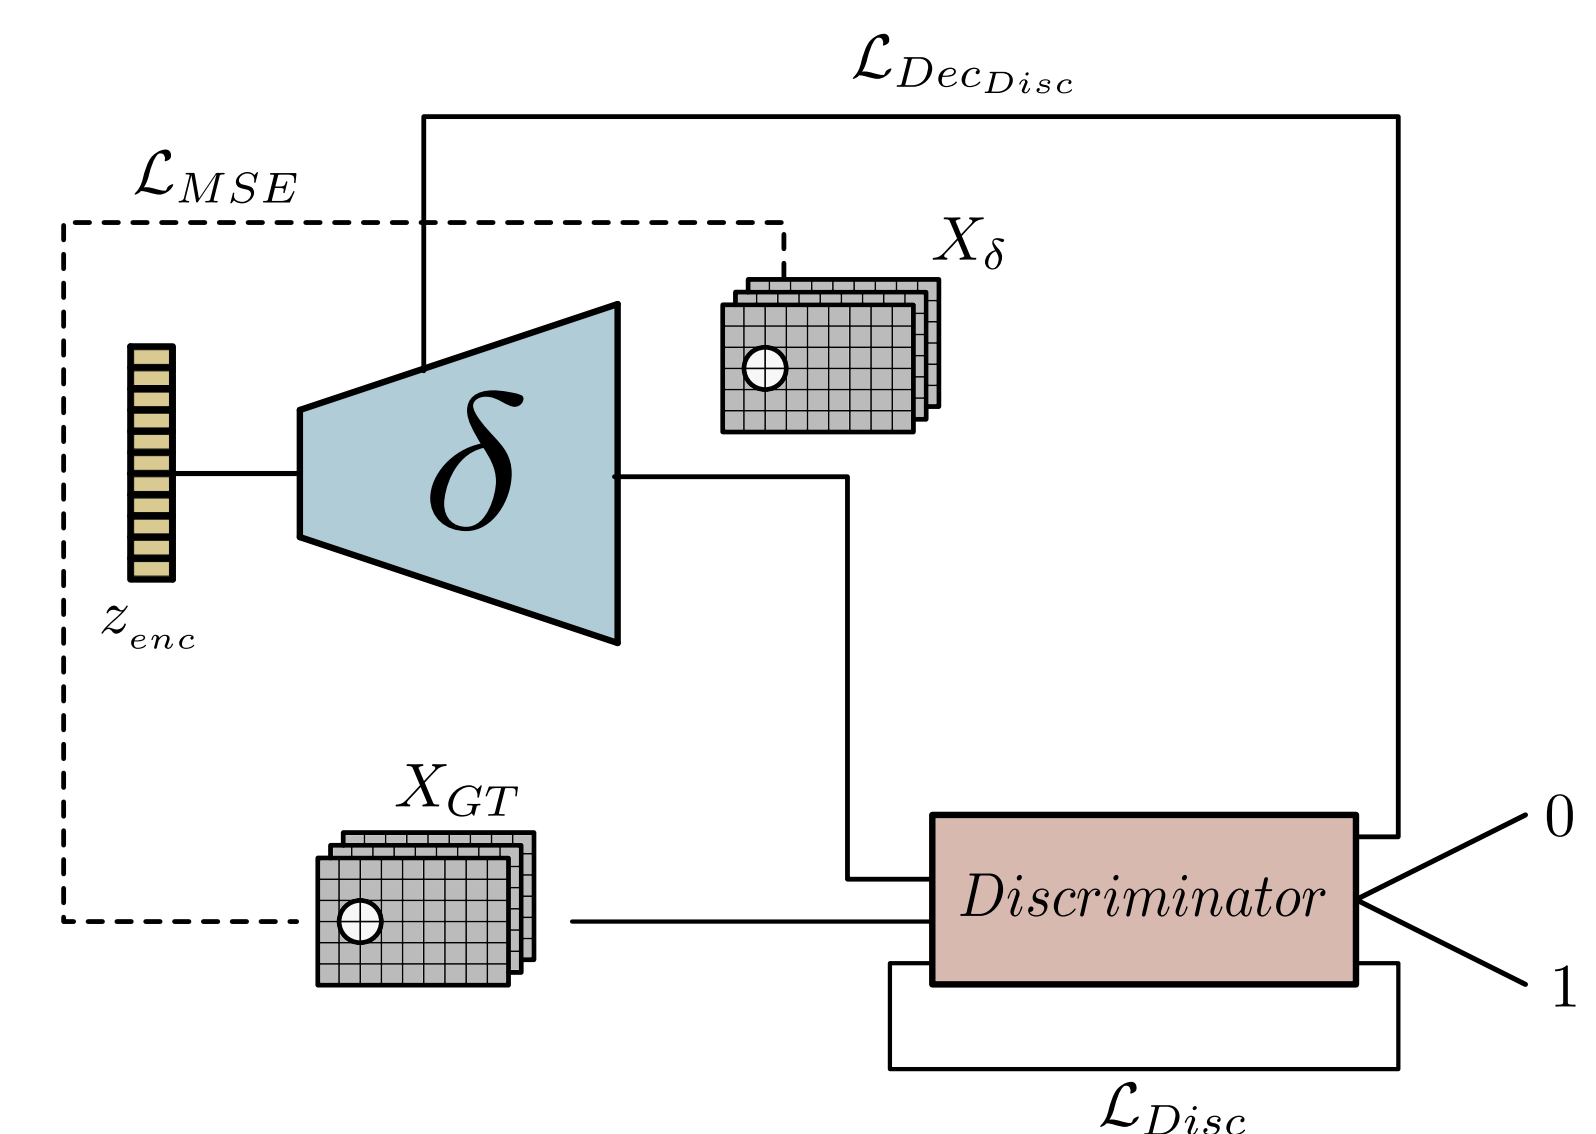 ℒ_{Dec_{Disc}}
ℒ_{MSE}
X_δ
δ
z_{enc}
X_{GT}
0
Discriminator
1
ℒ_{Disc}